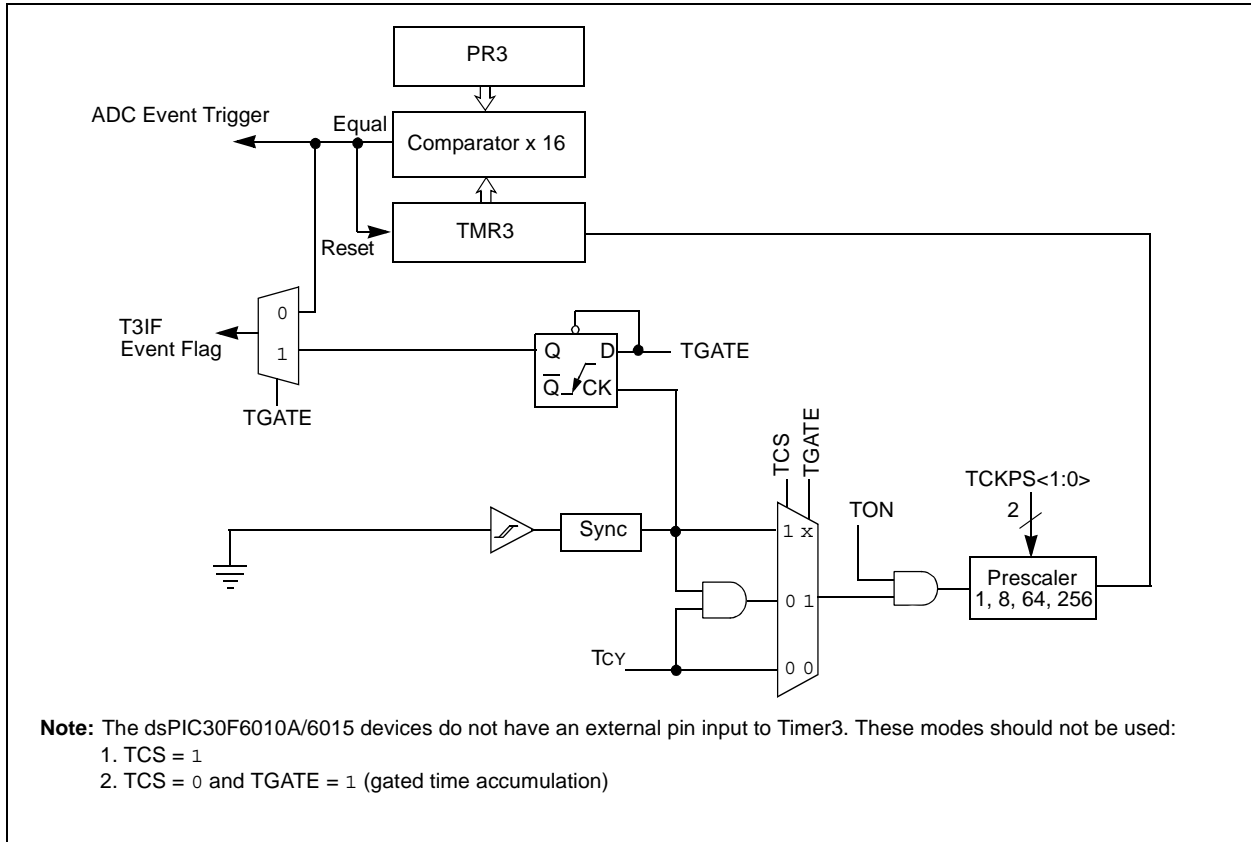 PR3
ADC Event Trigger
Equal
Comparator x 16
TMR3
Reset
0
T3IF
Event Flag
1
TGATE
Q
D
TGATE
Q
CK
TCS
TGATE
TCKPS<1:0>
2
TON
Sync
1 x
Prescaler
1, 8, 64, 256
0 1
TCY
0 0
Note: The dsPIC30F6010A/6015 devices do not have an external pin input to Timer3. These modes should not be used:
1. TCS = 1
2. TCS = 0 and TGATE = 1 (gated time accumulation)